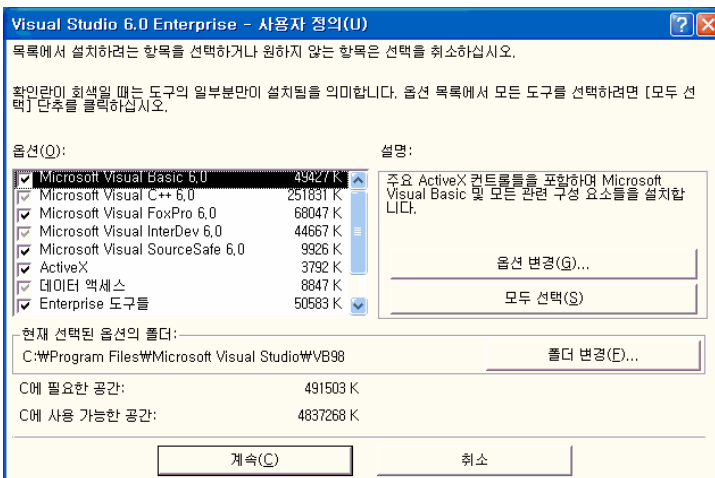 Visual Studio 6.0 Enterprise - 사용자 정의(U)
목록에서 설치하려는 항목을 선택하거나 원하지 않는 항목은 선택을 취소하십시오.
확인란이 회색일 때는 도구의 일부분만이 설치됨을 의미합니다. 옵션 목록에서 모든 도구를 선택하려면 [모두 선
택] 단추를 클릭하십시오.
옵션(O):
Microsoft Visual Basic 6.0 49427 K
Microsoft Visual C++ 6.0 251831 K
Microsoft Visual FoxPro 6.0 68047 K
Microsoft Visual InterDev 6.0 44667 K
Microsoft Visual SourceSafe 6.0 9926 K
ActiveX 3792 K
데이터 액세스 8847 K
Enterprise 도구들 50583 K
설명:
주요 ActiveX 컨트롤들을 포함하며 Microsoft
Visual Basic 및 모든 관련 구성 요소들을 설치합
니다.
옵션 변경(G)...
모두 선택(S)
현재 선택된 옵션의 폴더:
C:₩Program Files₩Microsoft Visual Studio₩VB98
폴더 변경(F)...
C에 필요한 공간: 491503 K
C에 사용 가능한 공간: 4837268 K
계속(C)
취소